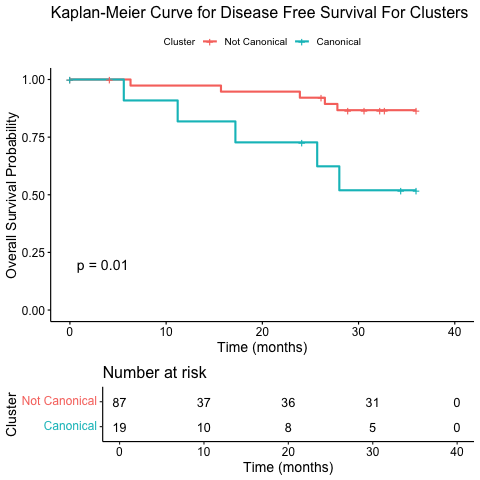 Kaplan-Meier Curve for Disease Free Survival For Clusters
Cluster Not Canonical Canonical
Overall Survival Probability
1.00
0.75
0.50
0.25
0.00
p = 0.01
0 10 20 30 40
Time (months)
Number at risk
Cluster
Not Canonical 87 37 36 31 0
Canonical 19 10 8 5 0
0 10 20 30 40
Time (months)